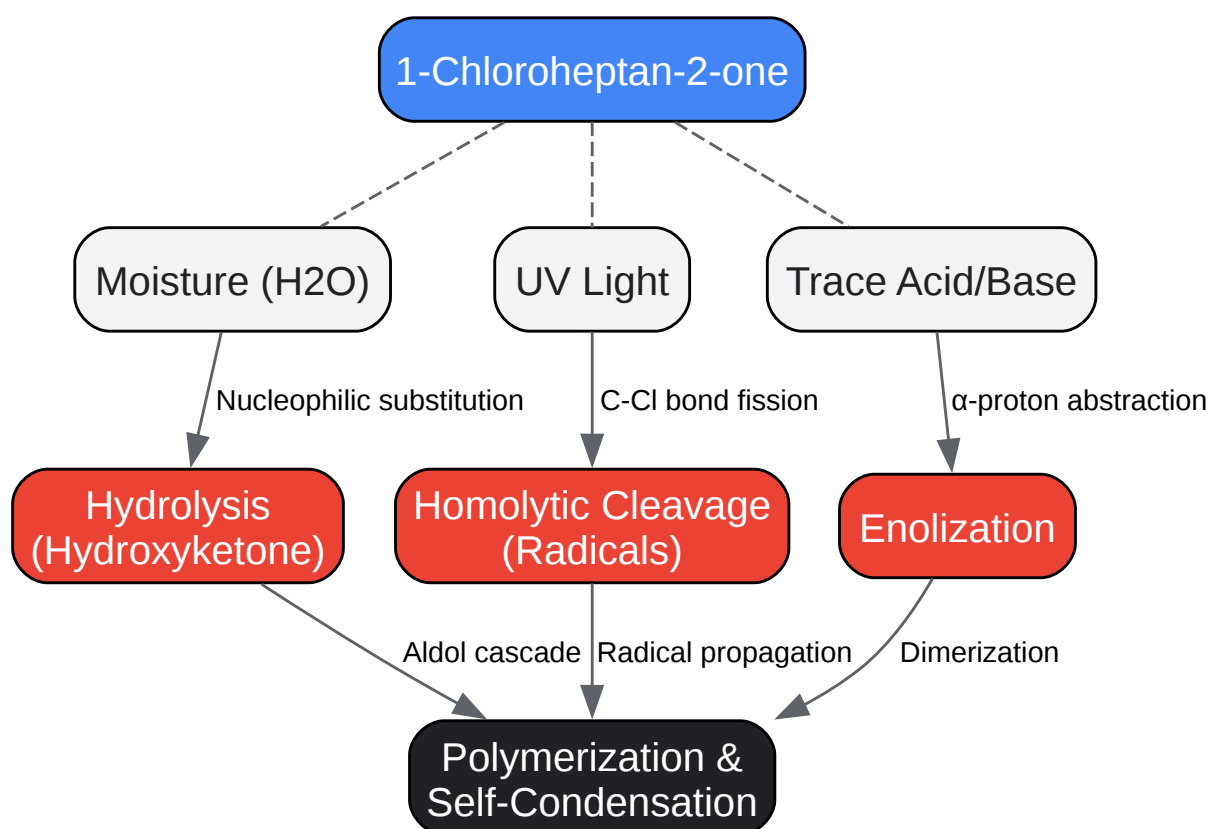 1-Chloroheptan-2-one
Moisture (H2O)
UV Light
Trace Acid/Base
Nucleophilic substitution
C-Cl bond fission
α-proton abstraction
Hydrolysis
(Hydroxyketone)
Homolytic Cleavage
(Radicals)
Enolization
Aldol cascade
Radical propagation
Dimerization
Polymerization &
Self-Condensation